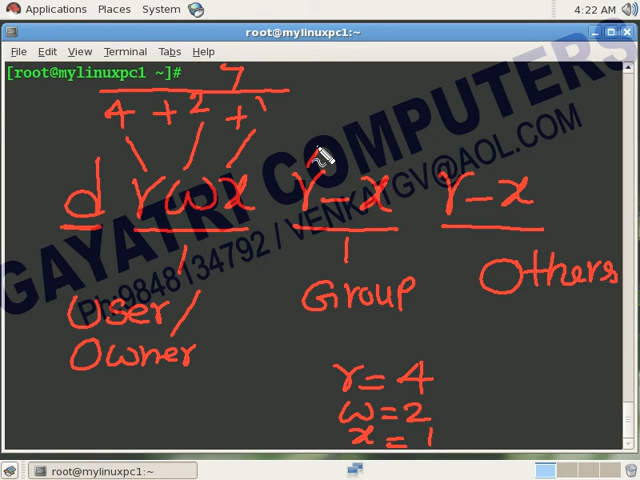 Applications Places System 4:22 AM
root@mylinuxpc1:~
File Edit View Terminal Tabs Help
[root@mylinuxpc1 ~]# 7
4 + 2 + 1
d rwx r-x r-x
User/ Group Others
Owner
r = 4
w = 2
x = 1
GAYATRI COMPUTERS
Ph:9848134792 / VENKATGV@AOL.COM
root@mylinuxpc1:~